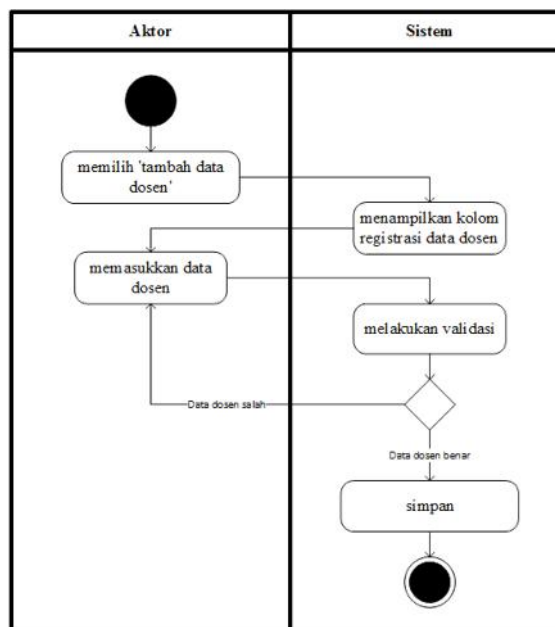 Aktor
Sistem
memilih 'tambah data
dosen'
menampilkan kolom
registrasi data dosen
memasukkan data
dosen
melakukan validasi
Data dosen salah
Data dosen benar
simpan